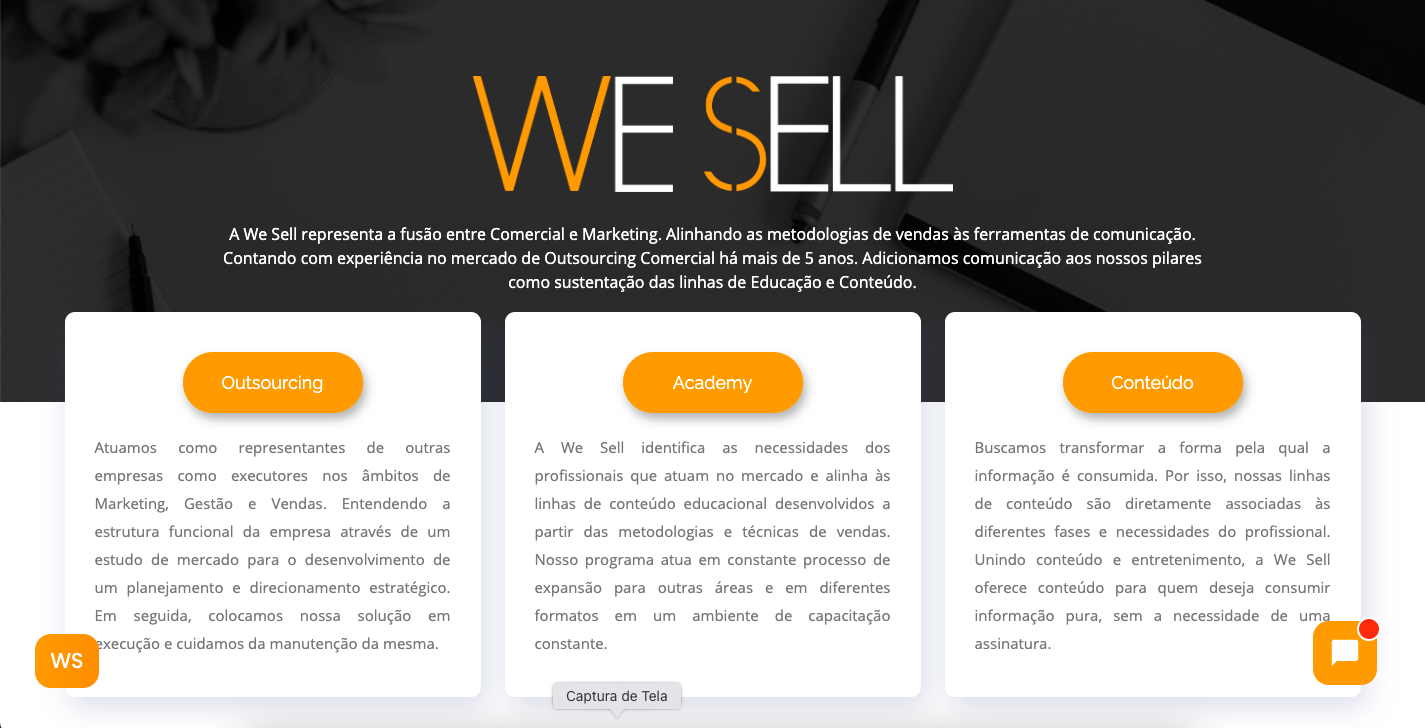 WE SELL
A We Sell representa a fusão entre Comercial e Marketing. Alinhando as metodologias de vendas às ferramentas de comunicação.
Contando com experiência no mercado de Outsourcing Comercial há mais de 5 anos. Adicionamos comunicação aos nossos pilares
como sustentação das linhas de Educação e Conteúdo.
Outsourcing
Atuamos como representantes de outras
empresas como executores nos âmbitos de
Marketing, Gestão e Vendas. Entendendo a
estrutura funcional da empresa através de um
estudo de mercado para o desenvolvimento de
um planejamento e direcionamento estratégico.
Em seguida, colocamos nossa solução em
execução e cuidamos da manutenção da mesma.
Academy
A We Sell identifica as necessidades dos
profissionais que atuam no mercado e alinha às
linhas de conteúdo educacional desenvolvidos a
partir das metodologias e técnicas de vendas.
Nosso programa atua em constante processo de
expansão para outras áreas e em diferentes
formatos em um ambiente de capacitação
constante.
Conteúdo
Buscamos transformar a forma pela qual a
informação é consumida. Por isso, nossas linhas
de conteúdo são diretamente associadas às
diferentes fases e necessidades do profissional.
Unindo conteúdo e entretenimento, a We Sell
oferece conteúdo para quem deseja consumir
informação pura, sem a necessidade de uma
assinatura.
WS
Captura de Tela